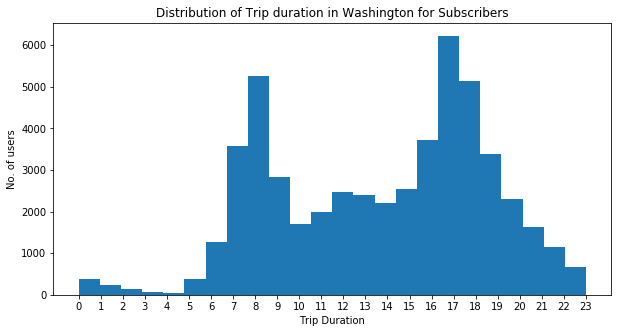 Distribution of Trip duration in Washington for Subscribers
No. of users
6000
5000
4000
3000
2000
1000
0
0 1 2 3 4 5 6 7 8 9 10 11 12 13 14 15 16 17 18 19 20 21 22 23
Trip Duration